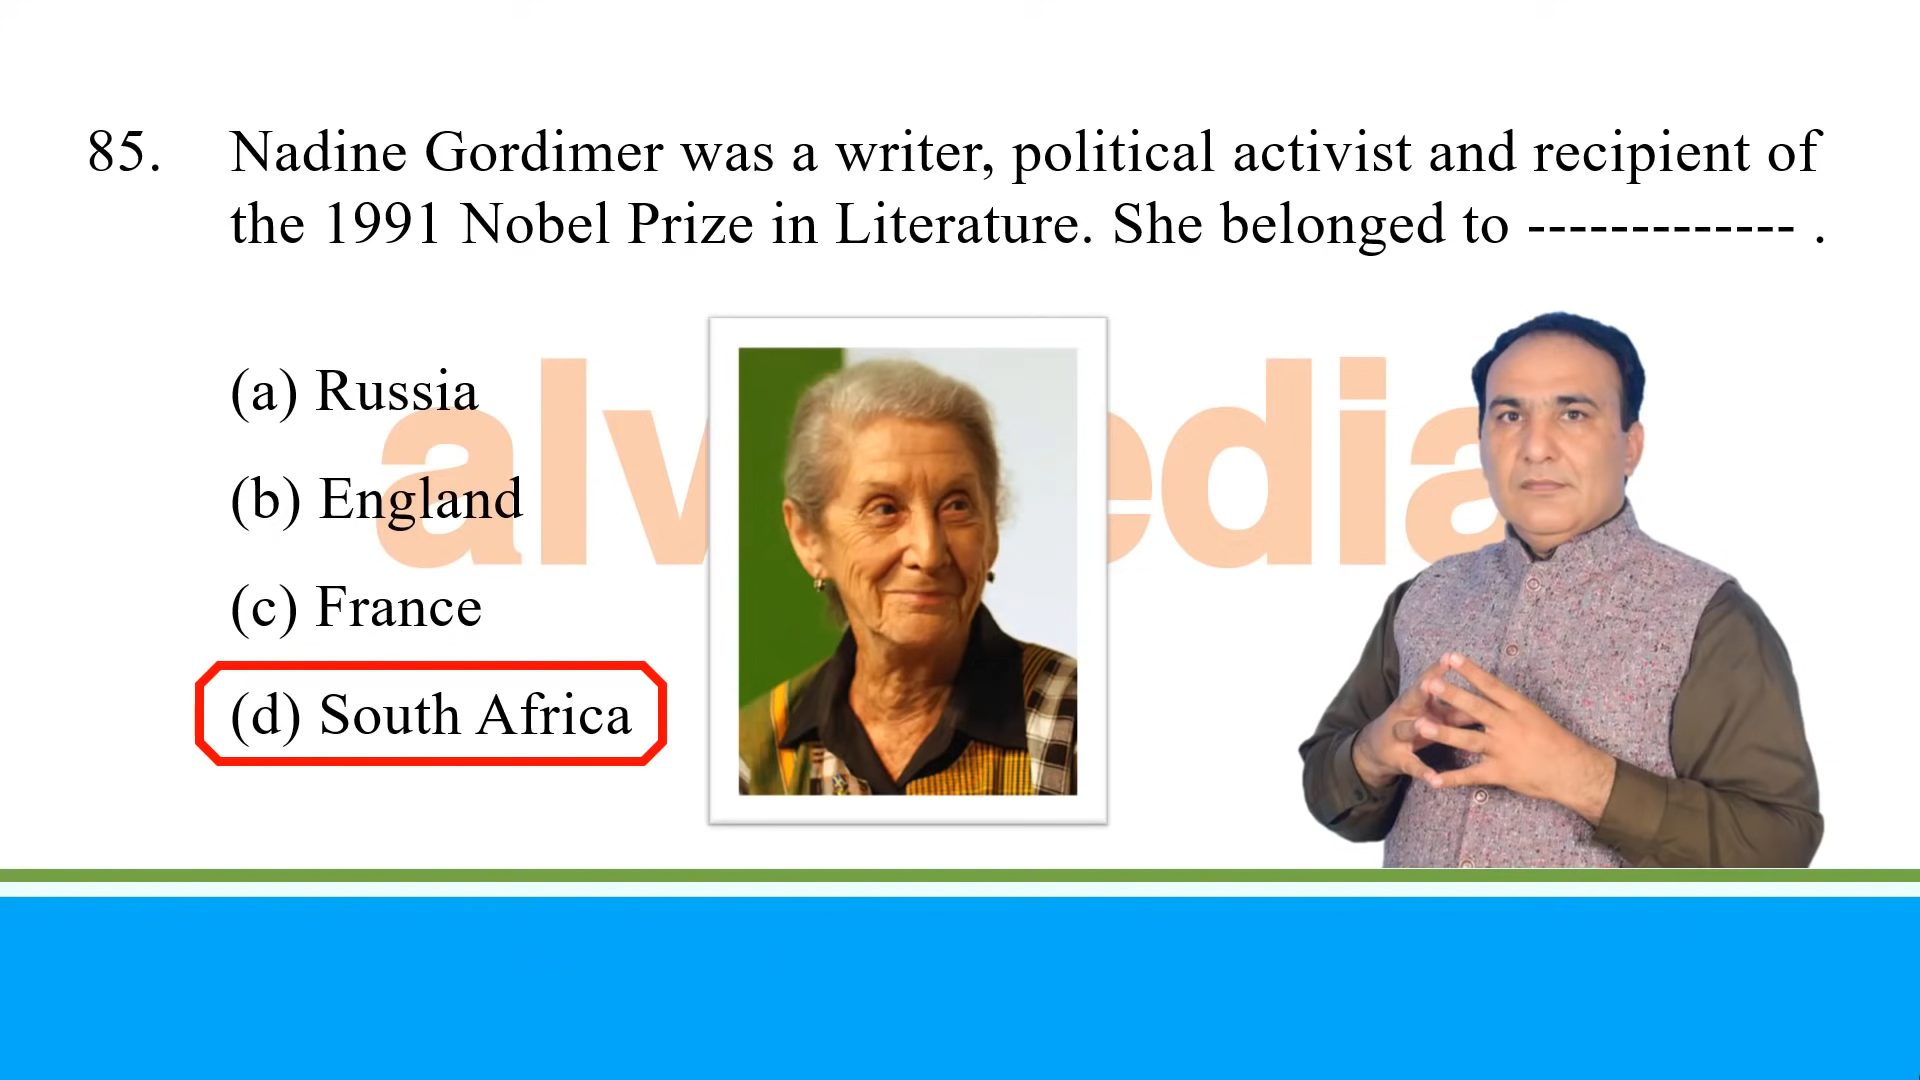 85. Nadine Gordimer was a writer, political activist and recipient of
the 1991 Nobel Prize in Literature. She belonged to ------------- .
(a) Russia
(b) England
(c) France
(d) South Africa